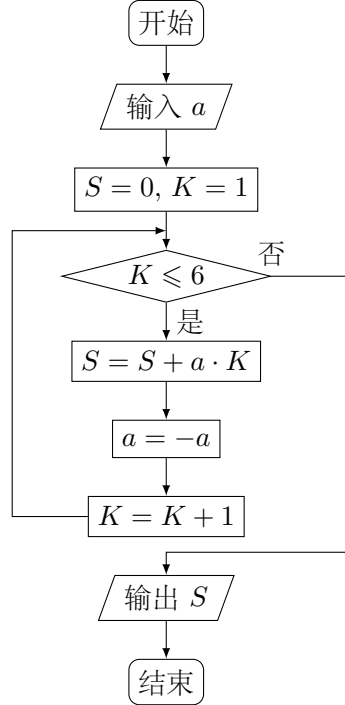 开始
输入 a
S = 0, K = 1
K ⩽ 6
否
是
S = S + a · K
a = −a
K = K + 1
输出 S
结束